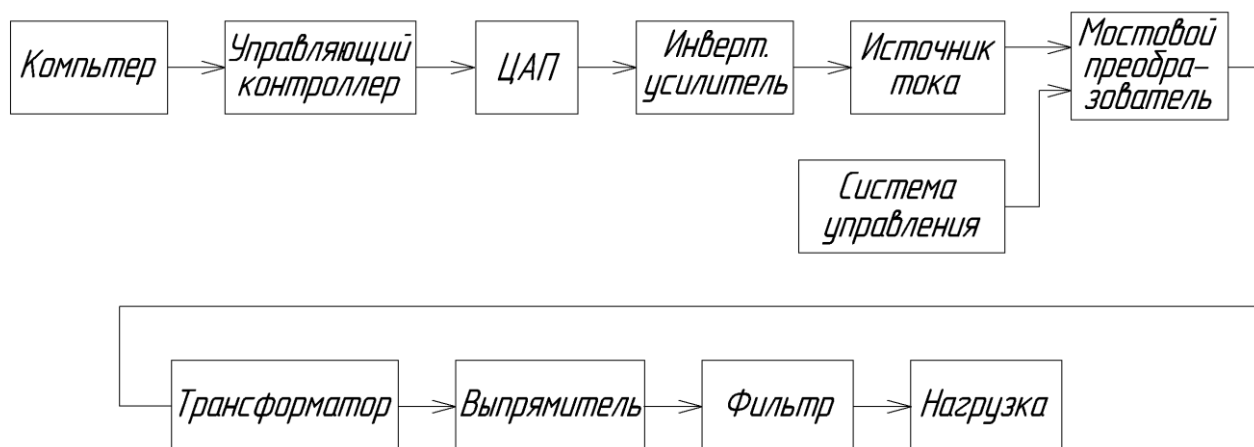 Компьтер
Управляющий
контроллер
ЦАП
Инверт.
усилитель
Источник
тока
Мостовой
преобра-
зователь
Система
управления
Трансформатор
Выпрямитель
Фильтр
Нагрузка